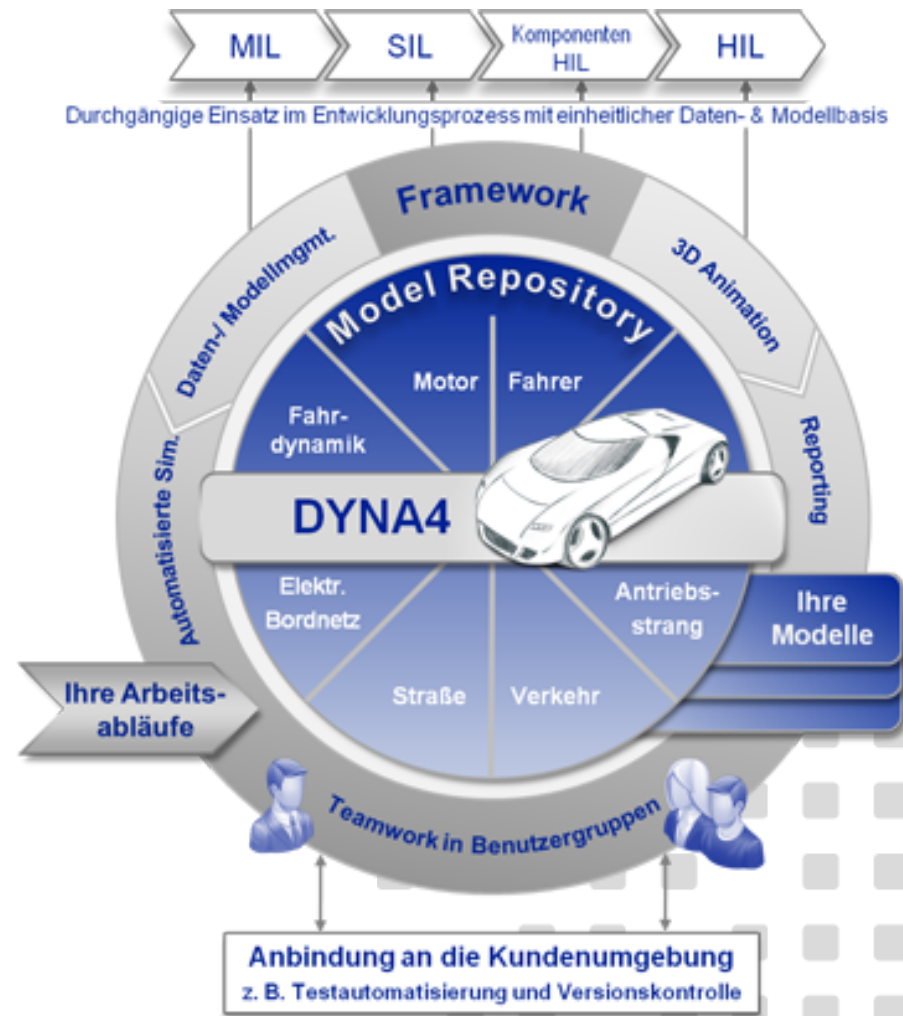 MIL
SIL
Komponenten
HIL
HIL
Durchgängige Einsatz im Entwicklungsprozess mit einheitlicher Daten- & Modellbasis
Framework
Daten-/ Modellmgmt.
3D Animation
Automatisierte Sim.
Reporting
Model Repository
Motor
Fahrer
Fahr-
dynamik
DYNA4
Elektr.
Bordnetz
Antriebs-
strang
Straße
Verkehr
Ihre
Modelle
Ihre Arbeits-
abläufe
Teamwork in Benutzergruppen
Anbindung an die Kundenumgebung
z. B. Testautomatisierung und Versionskontrolle